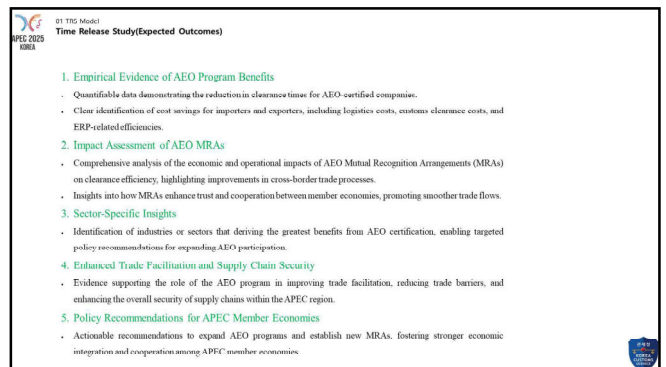 01 TRS Model
Time Release Study(Expected Outcomes)
APEC 2025
KOREA
1. Empirical Evidence of AEO Program Benefits
• Quantifiable data demonstrating the reduction in clearance times for AEO-certified companies.
• Clear identification of cost savings for importers and exporters, including logistics costs, customs clearance costs, and
ERP-related efficiencies.
2. Impact Assessment of AEO MRAs
• Comprehensive analysis of the economic and operational impacts of AEO Mutual Recognition Arrangements (MRAs)
on clearance efficiency, highlighting improvements in cross-border trade processes.
• Insights into how MRAs enhance trust and cooperation between member economies, promoting smoother trade flows.
3. Sector-Specific Insights
• Identification of industries or sectors that deriving the greatest benefits from AEO certification, enabling targeted
policy recommendations for expanding AEO participation.
4. Enhanced Trade Facilitation and Supply Chain Security
• Evidence supporting the role of the AEO program in improving trade facilitation, reducing trade barriers, and
enhancing the overall security of supply chains within the APEC region.
5. Policy Recommendations for APEC Member Economies
• Actionable recommendations to expand AEO programs and establish new MRAs, fostering stronger economic
integration and cooperation among APEC member economies
관세청
KOREA
CUSTOMS
SERVICE